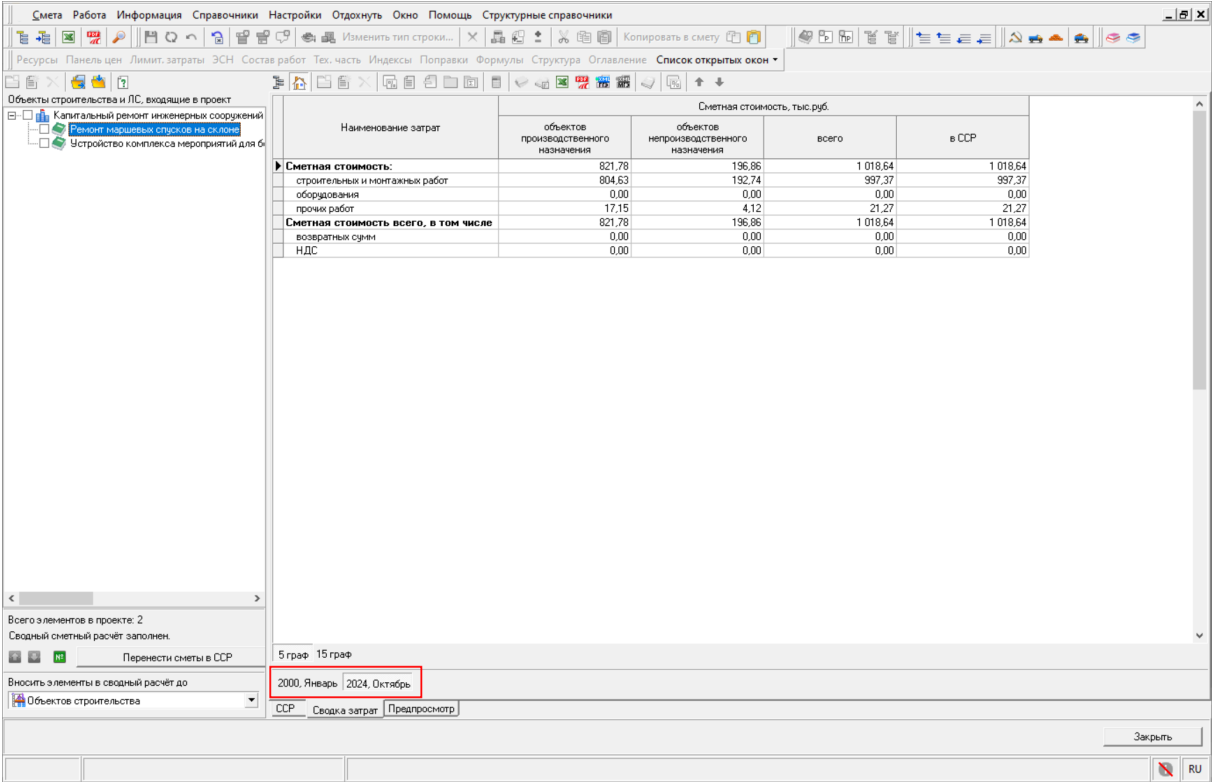 Смета Работа Информация Справочники Настройки Отдохнуть Окно Помощь Структурные справочники
Изменить тип строки... Копировать в смету
Ресурсы Панель цен Лимит. затраты ЭСН Состав работ Тех. часть Индексы Поправки Формулы Структура Оглавление Список открытых окон
Объекты строительства и ЛС, входящие в проект
Капитальный ремонт инженерных сооружений
Ремонт маршевых спусков на склоне
Устройство комплекса мероприятий для б
Наименование затрат
Сметная стоимость, тыс.руб.
объектов производственного назначения
объектов непроизводственного назначения
всего
в ССР
Сметная стоимость: 821,78 196,86 1 018,64 1 018,64
строительных и монтажных работ 804,63 192,74 997,37 997,37
оборудования 0,00 0,00 0,00 0,00
прочих работ 17,15 4,12 21,27 21,27
Сметная стоимость всего, в том числе 821,78 196,86 1 018,64 1 018,64
возвратных сумм 0,00 0,00 0,00 0,00
НДС 0,00 0,00 0,00 0,00
Всего элементов в проекте: 2
Сводный сметный расчёт заполнен.
Перенести сметы в ССР
Вносить элементы в сводный расчёт до
Объектов строительства
5 граф 15 граф
2000, Январь 2024, Октябрь
ССР Сводка затрат Предпросмотр
Закрыть
RU